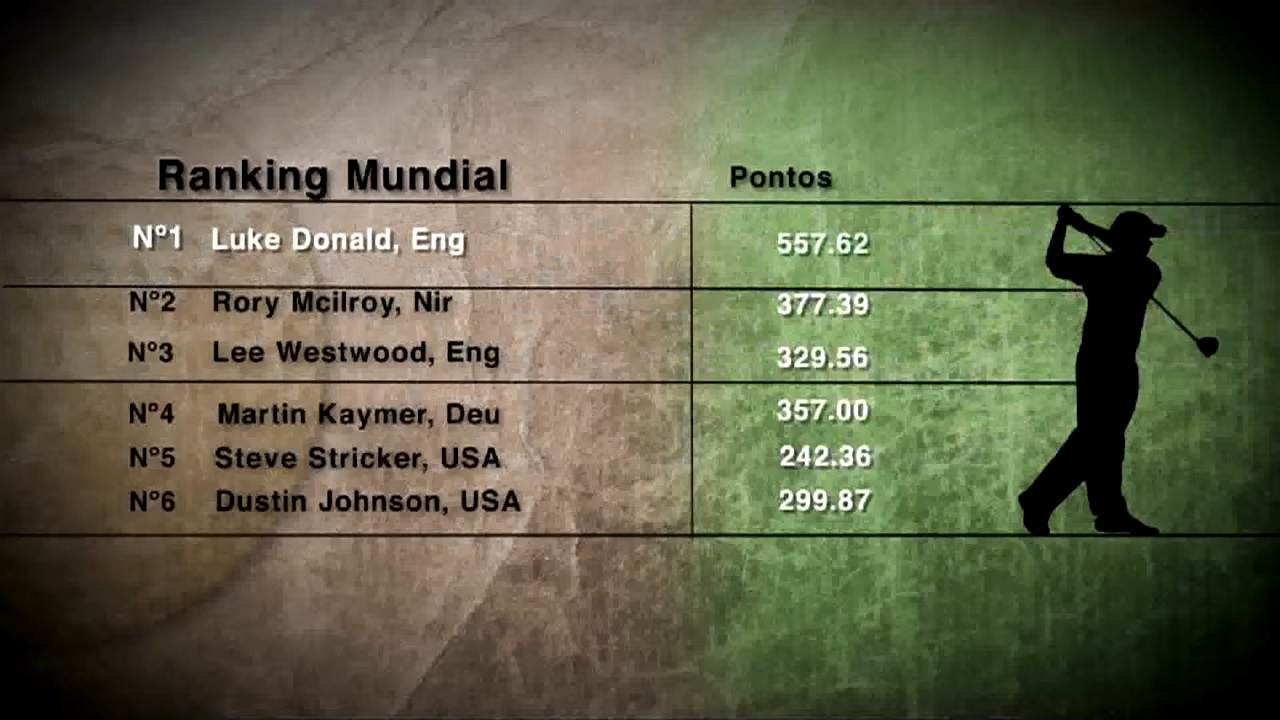 Ranking Mundial Pontos
Nº1 Luke Donald, Eng 557.62
Nº2 Rory Mcilroy, Nir 377.39
Nº3 Lee Westwood, Eng 329.56
Nº4 Martin Kaymer, Deu 357.00
Nº5 Steve Stricker, USA 242.36
Nº6 Dustin Johnson, USA 299.87